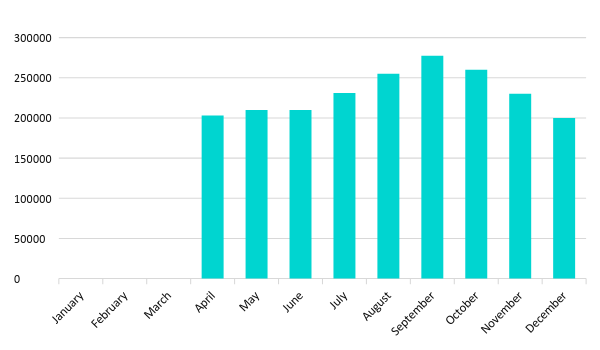 300000
250000
200000
150000
100000
50000
0
January
February
March
April
May
June
July
August
September
October
November
December